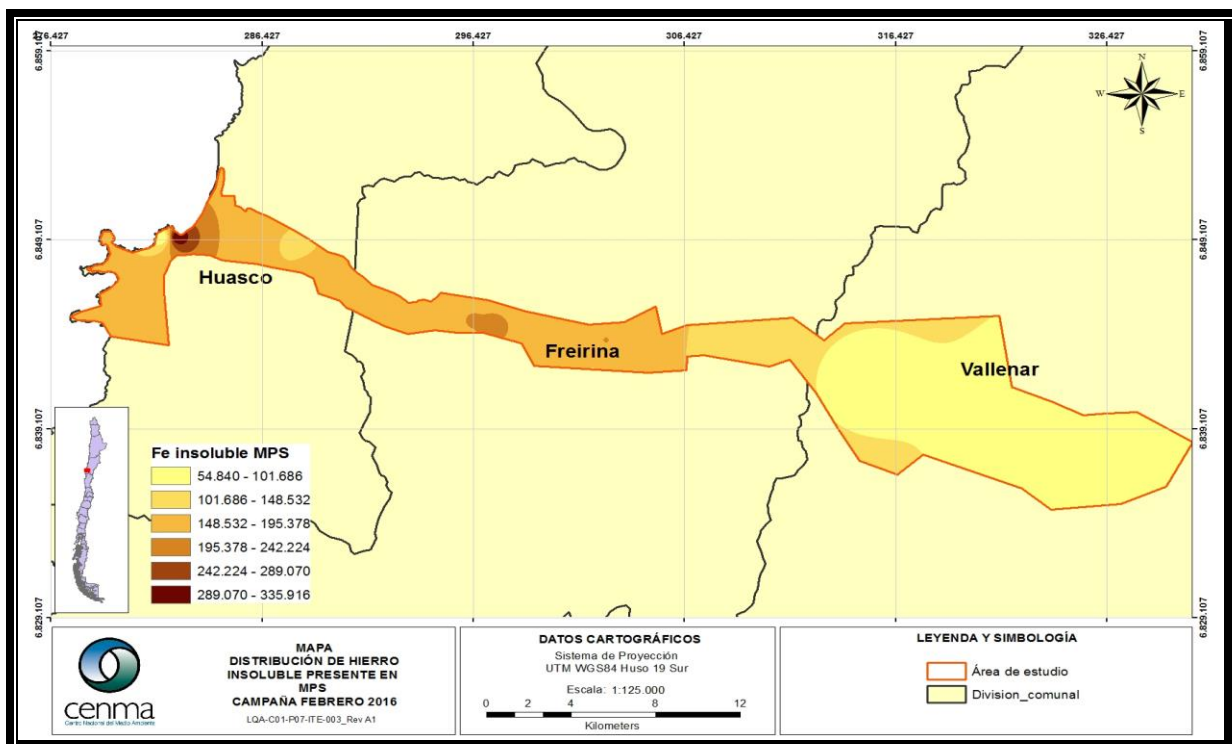 276.427 286.427 296.427 306.427 316.427 326.427
6.859.107 6.859.107
N
W E
S
6.849.107 6.849.107
Huasco
Freirina
Vallenar
6.839.107 6.839.107
Fe insoluble MPS
54.840 - 101.686
101.686 - 148.532
148.532 - 195.378
195.378 - 242.224
242.224 - 289.070
289.070 - 335.916
6.829.107 6.829.107
cenma
Centro Nacional del Medio Ambiente
MAPA
DISTRIBUCIÓN DE HIERRO
INSOLUBLE PRESENTE EN
MPS
CAMPAÑA FEBRERO 2016
LQA-C01-P07-ITE-003_Rev A1
DATOS CARTOGRÁFICOS
Sistema de Proyección
UTM WGS84 Huso 19 Sur
Escala: 1:125.000
0 2 4 8 12
Kilometers
LEYENDA Y SIMBOLOGÍA
Área de estudio
Division_comunal